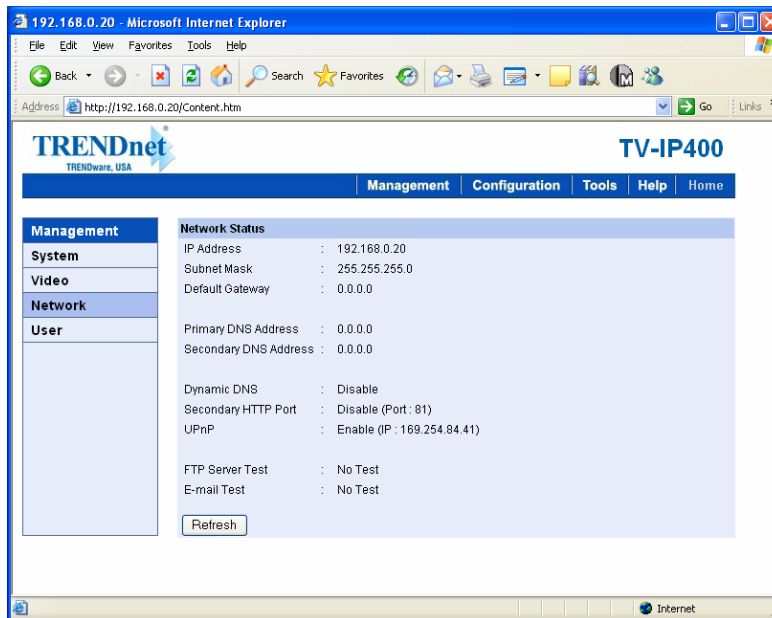 192.168.0.20 - Microsoft Internet Explorer
File Edit View Favorites Tools Help
Back Search Favorites
Address http://192.168.0.20/Content.htm Go Links
TRENDnet
TRENDware, USA
TV-IP400
Management Configuration Tools Help Home
Management
System
Video
Network
User
Network Status
IP Address : 192.168.0.20
Subnet Mask : 255.255.255.0
Default Gateway : 0.0.0.0
Primary DNS Address : 0.0.0.0
Secondary DNS Address : 0.0.0.0
Dynamic DNS : Disable
Secondary HTTP Port : Disable (Port : 81)
UPnP : Enable (IP : 169.254.84.41)
FTP Server Test : No Test
E-mail Test : No Test
Refresh
Internet